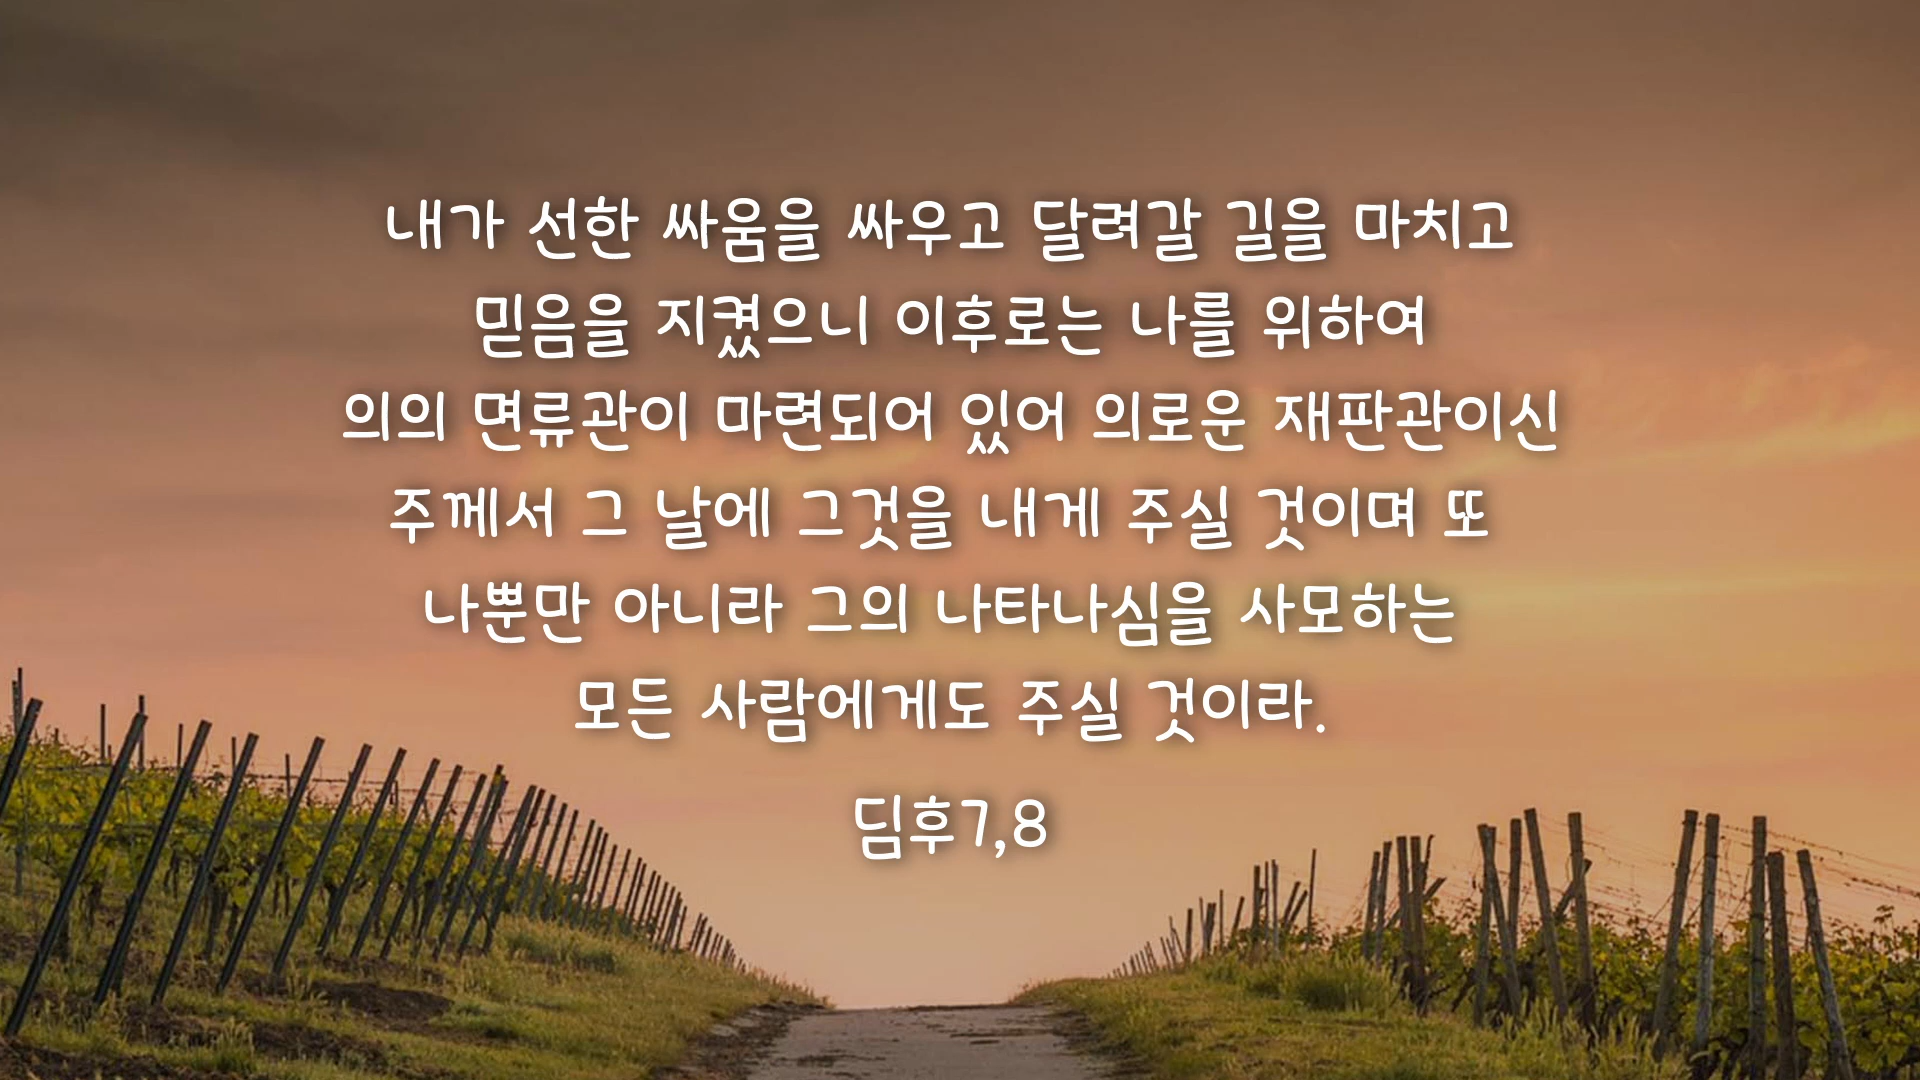 내가 선한 싸움을 싸우고 달려갈 길을 마치고
믿음을 지켰으니 이후로는 나를 위하여
의의 면류관이 마련되어 있어 의로운 재판관이신
주께서 그 날에 그것을 내게 주실 것이며 또
나뿐만 아니라 그의 나타나심을 사모하는
모든 사람에게도 주실 것이라.
딤후7,8